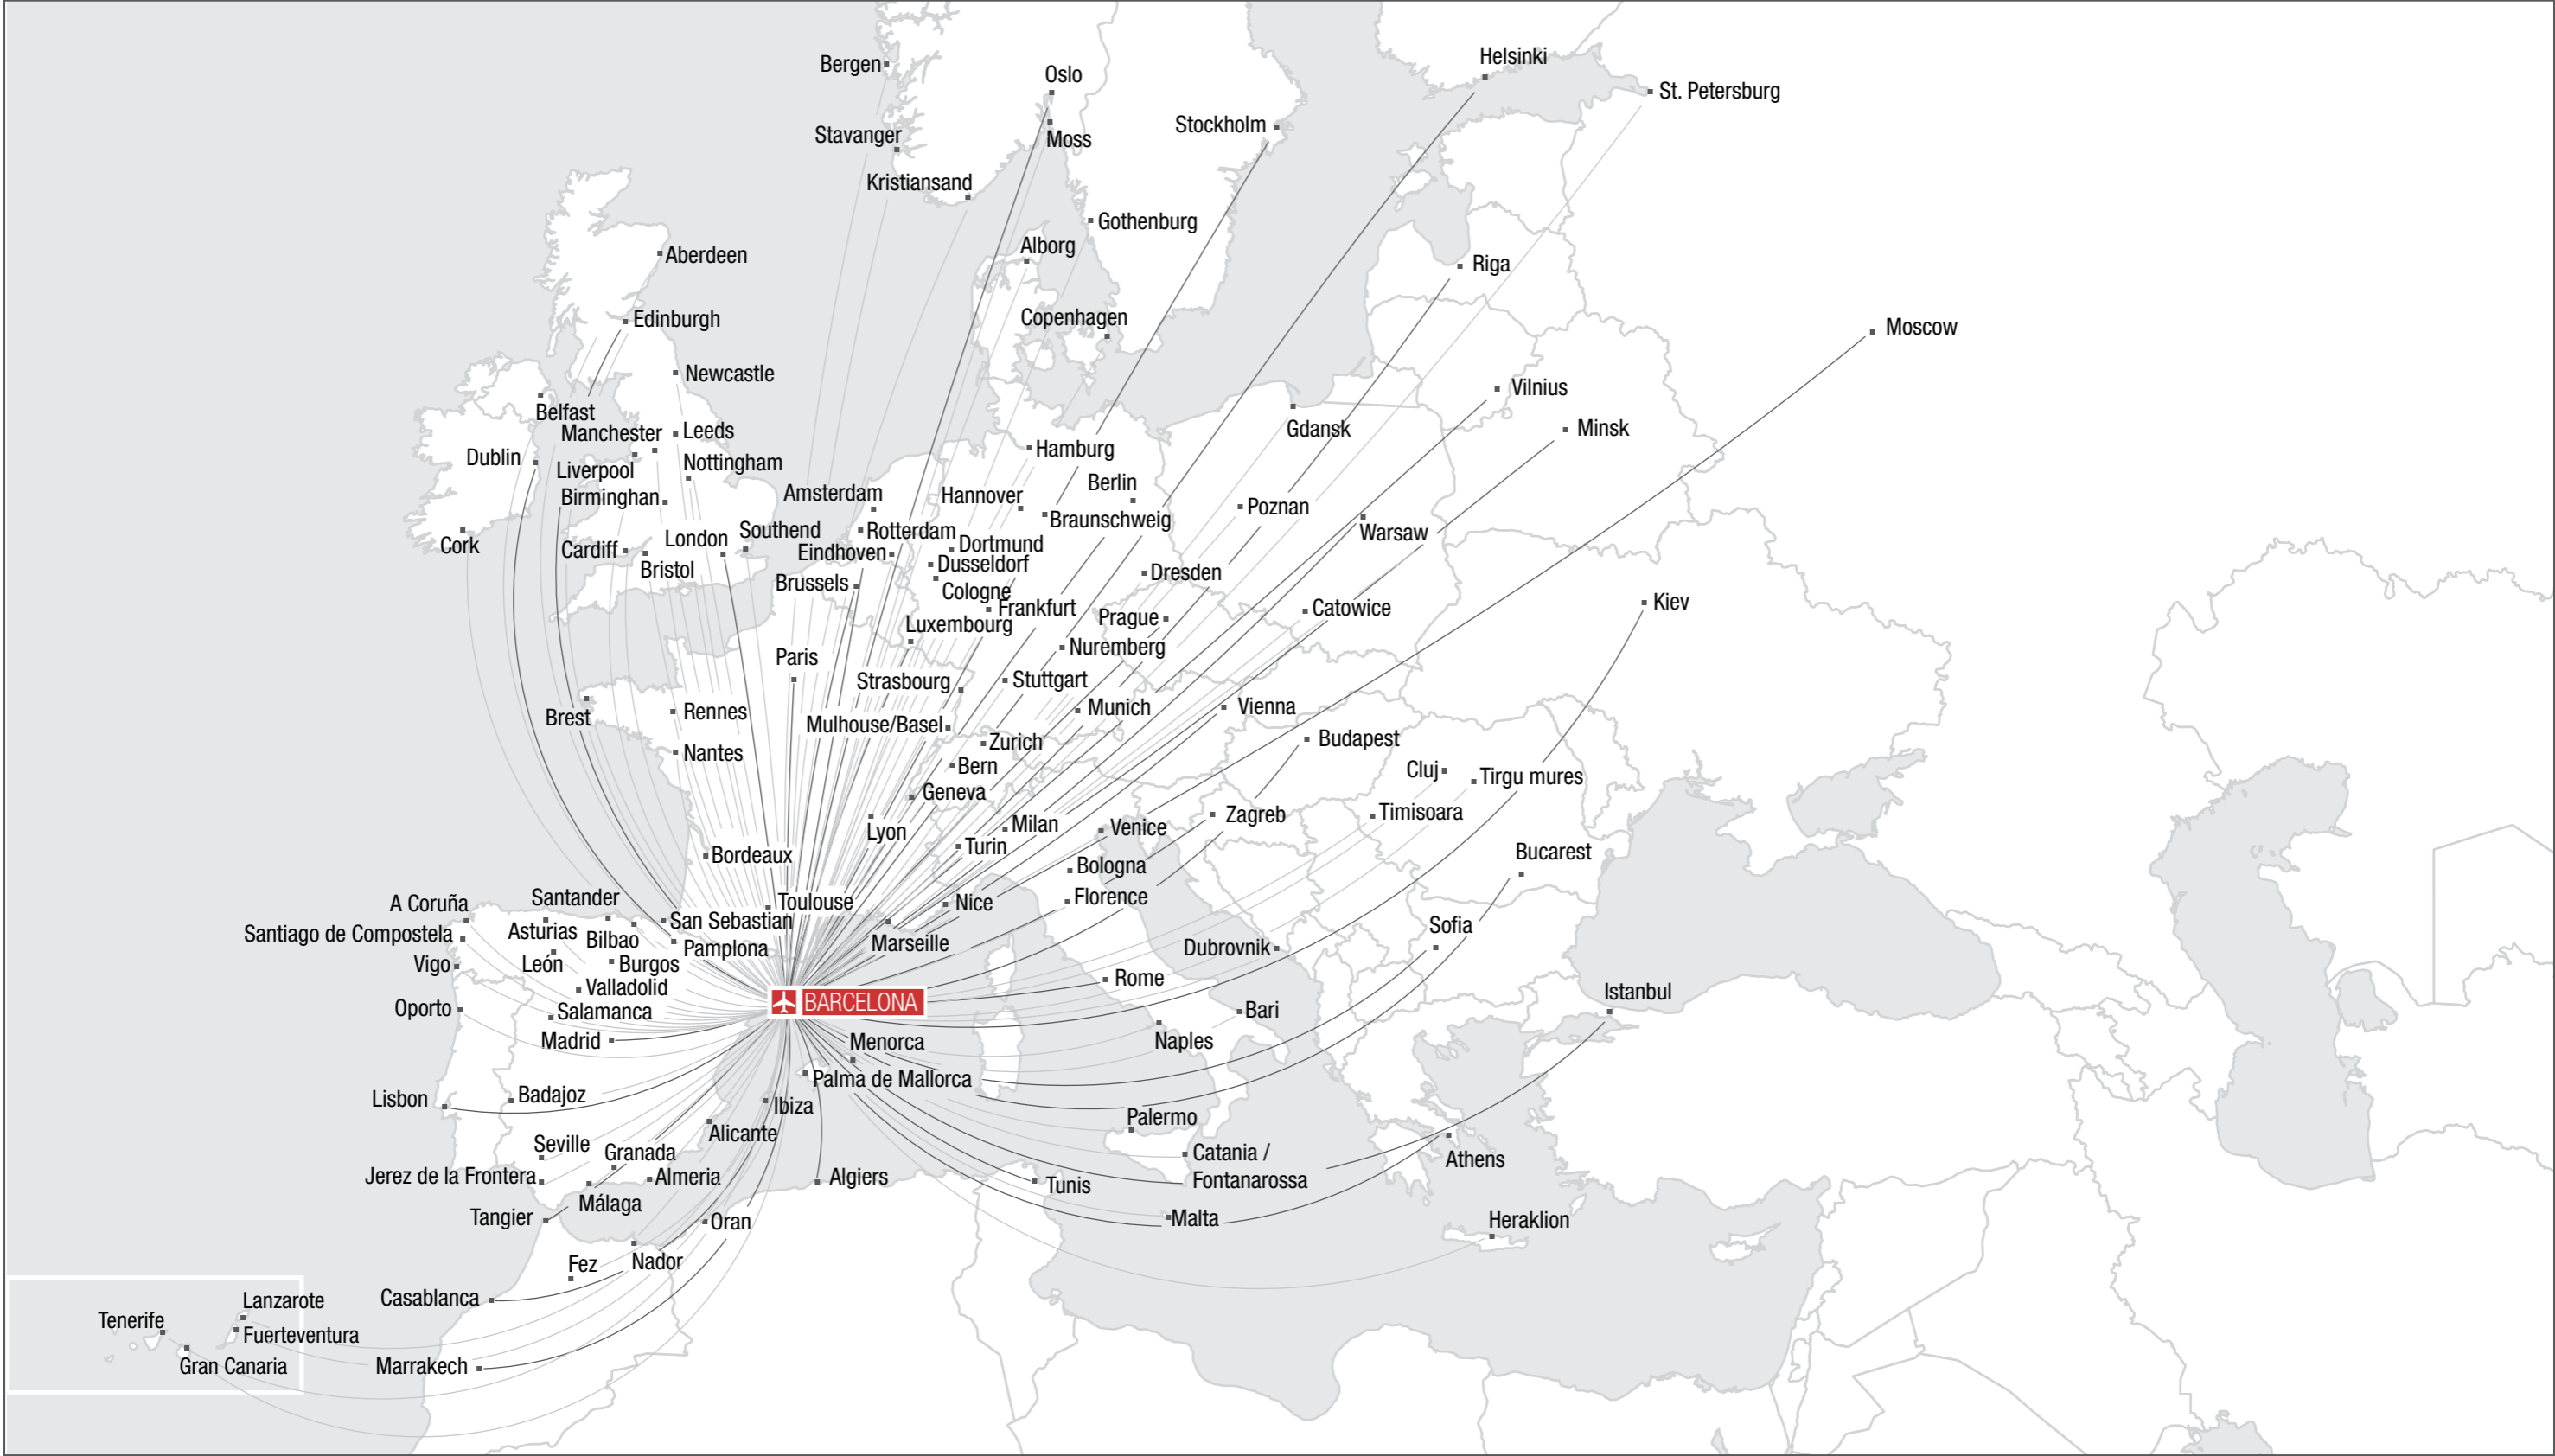 Bergen
Oslo
Helsinki
St. Petersburg
Stavanger
Moss
Stockholm
Kristiansand
Gothenburg
Alborg
Aberdeen
Riga
Copenhagen
Edinburgh
Moscow
Newcastle
Vilnius
Belfast
Manchester
Leeds
Gdansk
Minsk
Dublin
Liverpool
Nottingham
Hamburg
Birminghan
Amsterdam
Hannover
Berlin
Braunschweig
Poznan
Warsaw
Cork
Cardiff
London
Southend
Rotterdam
Eindhoven
Dortmund
Bristol
Brussels
Dusseldorf
Cologne
Dresden
Frankfurt
Catowice
Kiev
Luxembourg
Prague
Nuremberg
Paris
Strasbourg
Stuttgart
Brest
Rennes
Mulhouse/Basel
Munich
Vienna
Nantes
Zurich
Budapest
Bern
Cluj
Tirgu mures
Geneva
Lyon
Milan
Venice
Zagreb
Timisoara
Bordeaux
Turin
Bologna
Bucarest
A Coruña
Santander
Toulouse
Nice
Florence
Santiago de Compostela
Asturias
Bilbao
San Sebastian
Sofia
Vigo
León
Burgos
Pamplona
Marseille
Dubrovnik
Valladolid
Rome
Istanbul
Oporto
Salamanca
BARCELONA
Bari
Madrid
Menorca
Naples
Lisbon
Badajoz
Palma de Mallorca
Ibiza
Palermo
Seville
Granada
Alicante
Catania /
Fontanarossa
Athens
Jerez de la Frontera
Almeria
Algiers
Tunis
Tangier
Málaga
Oran
Malta
Heraklion
Fez
Nador
Casablanca
Lanzarote
Tenerife
Fuerteventura
Gran Canaria
Marrakech